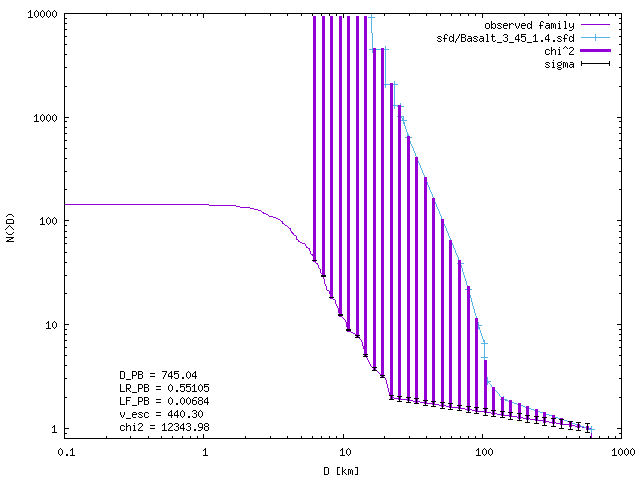 10000
1000
100
10
1
N(>D)
observed family
sfd/Basalt_3_45_1.4.sfd
chi^2
sigma
D_PB = 745.04
LR_PB = 0.55105
LF_PB = 0.00684
v_esc = 440.30
chi2 = 12343.98
0.1 1 10 100 1000
D [km]